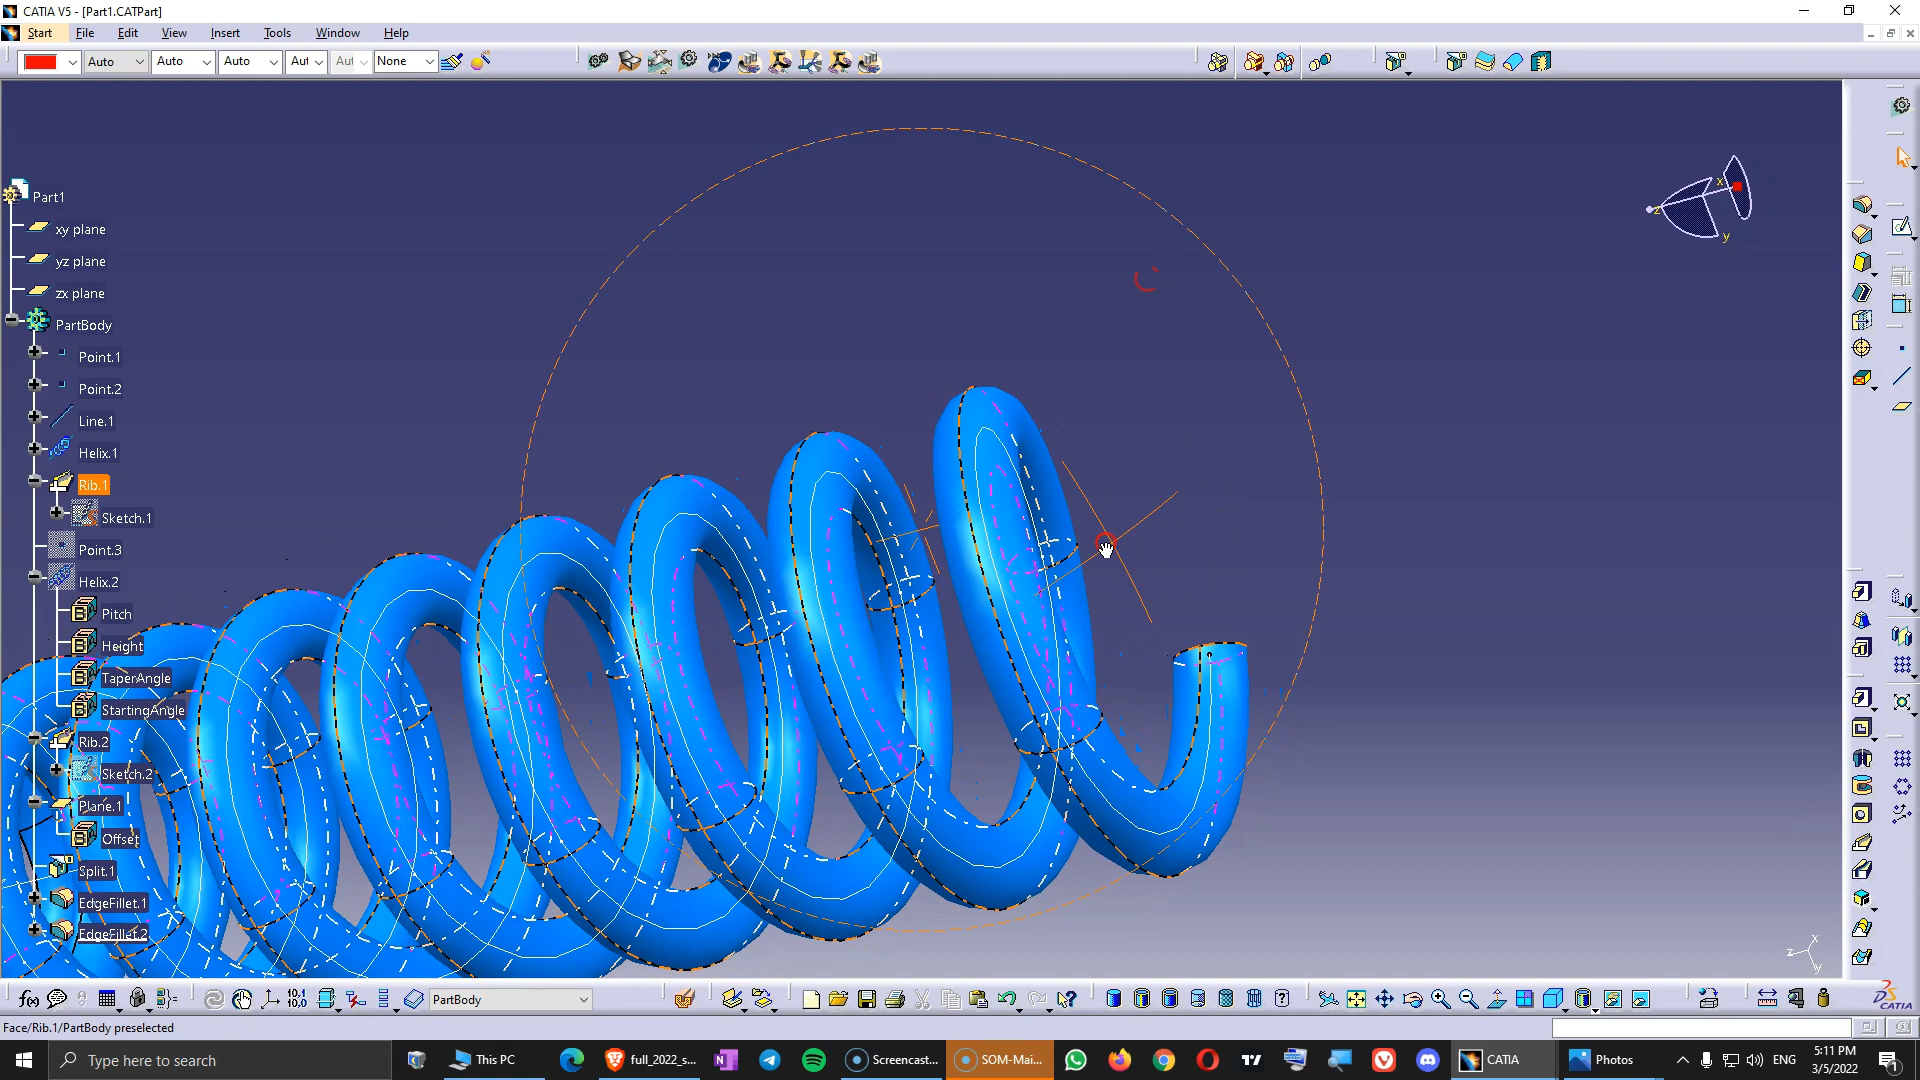 CATIA V5 - [Part1.CATPart]
Start File Edit View Insert Tools Window Help
Auto Auto Auto Aut Aut None
Part1
xy plane
yz plane
zx plane
PartBody
Point.1
Point.2
Line.1
Helix.1
Rib.1
Sketch.1
Point.3
Helix.2
Pitch
Height
TaperAngle
StartingAngle
Rib.2
Sketch.2
Plane.1
Offset
Split.1
EdgeFillet.1
EdgeFillet.2
x
z
y
x
z
y
PartBody
CATIA
Face/Rib.1/PartBody preselected
Type here to search This PC full_2022_s... Screencast... SOM-Mai... CATIA Photos ENG 5:11 PM
3/5/2022